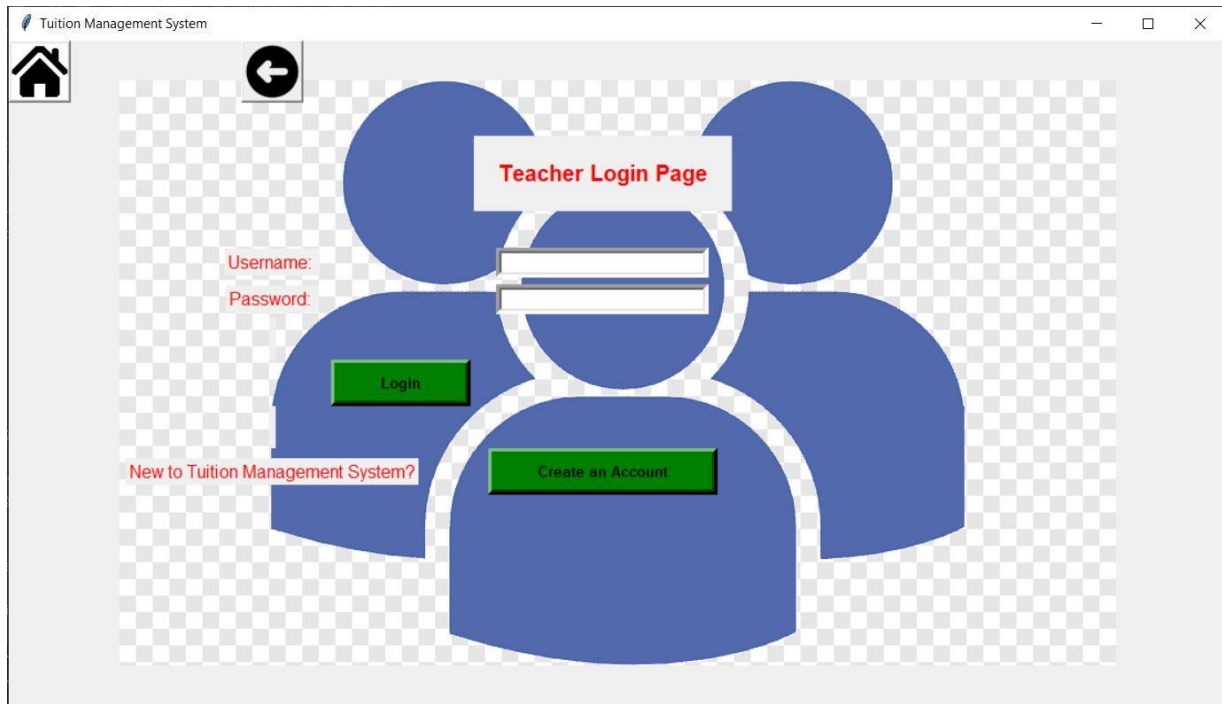 Tuition Management System
Teacher Login Page
Username:
Password:
Login
New to Tuition Management System?
Create an Account